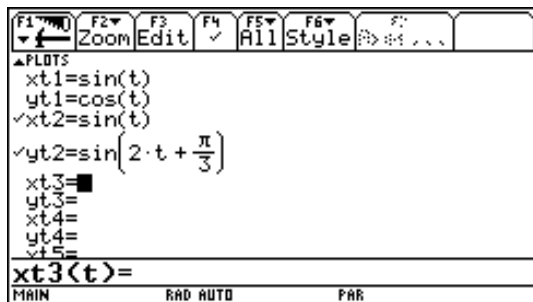 F1 F2 Zoom F3 Edit F4 ✓ F5 All F6 Style
▲PLOTS
xt1=sin(t)
yt1=cos(t)
✓xt2=sin(t)
✓yt2=sin(2·t + π/3)
xt3=
yt3=
xt4=
yt4=
xt5=
xt3(t)=
MAIN RAD AUTO PAR